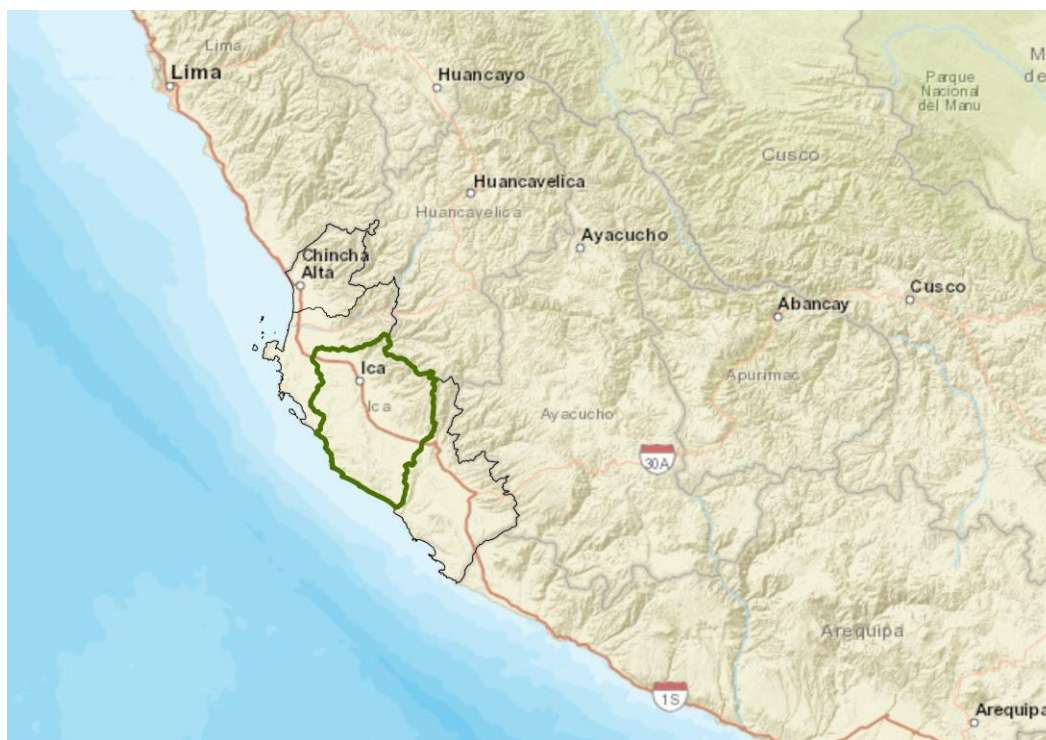 Lima
Lima
Huancayo
M
de
Parque
Nacional
del Manu
Cusco
Huancavelica
Huancavelica
Ayacucho
Chincha
Alta
Cusco
Abancay
Ica
Ica
Apurimac
Ayacucho
30A
Arequipa
1S
Arequipa